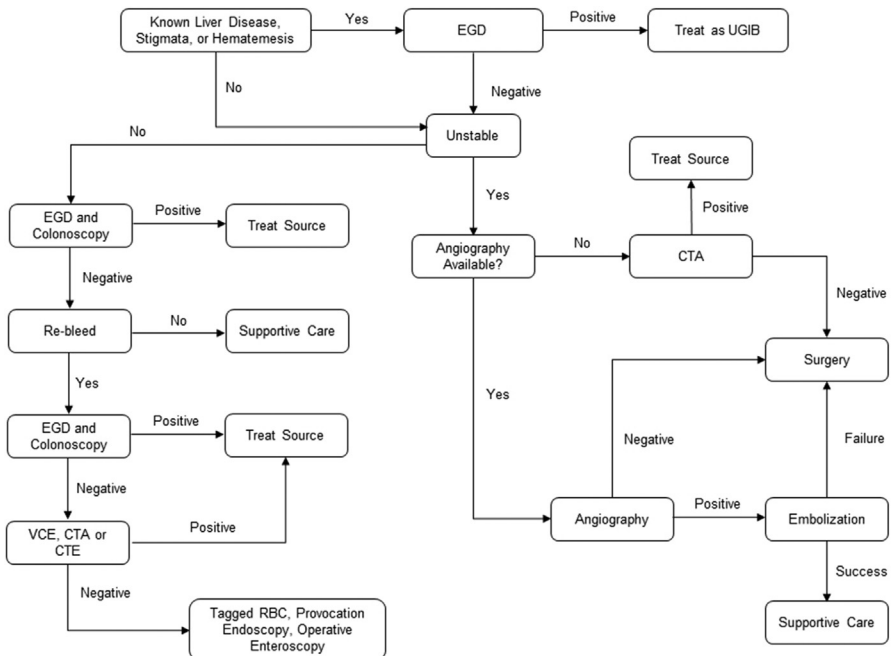 Known Liver Disease,
Stigmata, or Hematemesis
Yes
EGD
Positive
Treat as UGIB
No
Negative
No
Unstable
Treat Source
Yes
Positive
EGD and
Colonoscopy
Positive
Treat Source
Angiography
Available?
No
CTA
Negative
Negative
Re-bleed
No
Supportive Care
Surgery
Yes
Yes
EGD and
Colonoscopy
Positive
Treat Source
Negative
Failure
Negative
Angiography
Positive
Embolization
VCE, CTA or
CTE
Positive
Success
Negative
Tagged RBC, Provocation
Endoscopy, Operative
Enteroscopy
Supportive Care